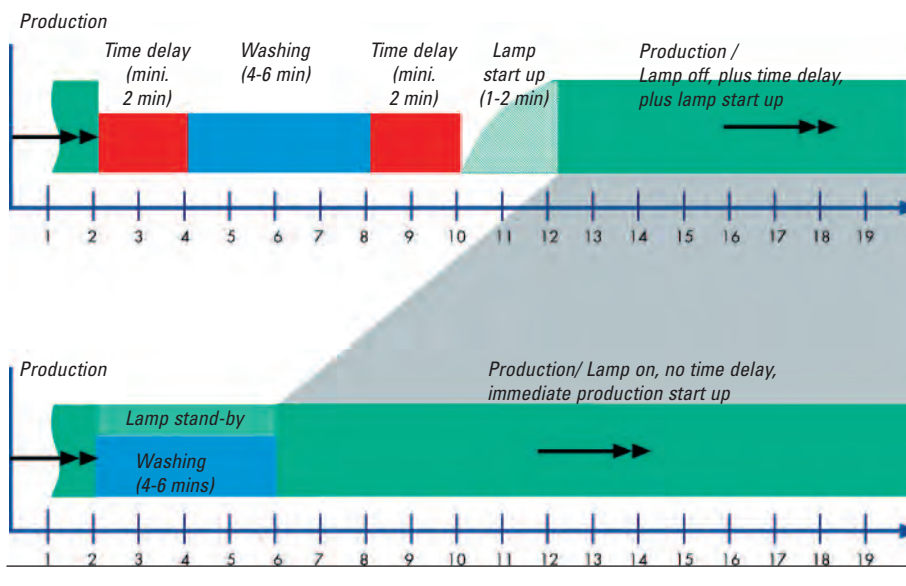 Production
Time delay
(mini.
2 min)
Washing
(4-6 min)
Time delay
(mini.
2 min)
Lamp
start up
(1-2 min)
Production /
Lamp off, plus time delay,
plus lamp start up
1 2 3 4 5 6 7 8 9 10 11 12 13 14 15 16 17 18 19
Production
Production/ Lamp on, no time delay,
immediate production start up
Lamp stand-by
Washing
(4-6 mins)
1 2 3 4 5 6 7 8 9 10 11 12 13 14 15 16 17 18 19